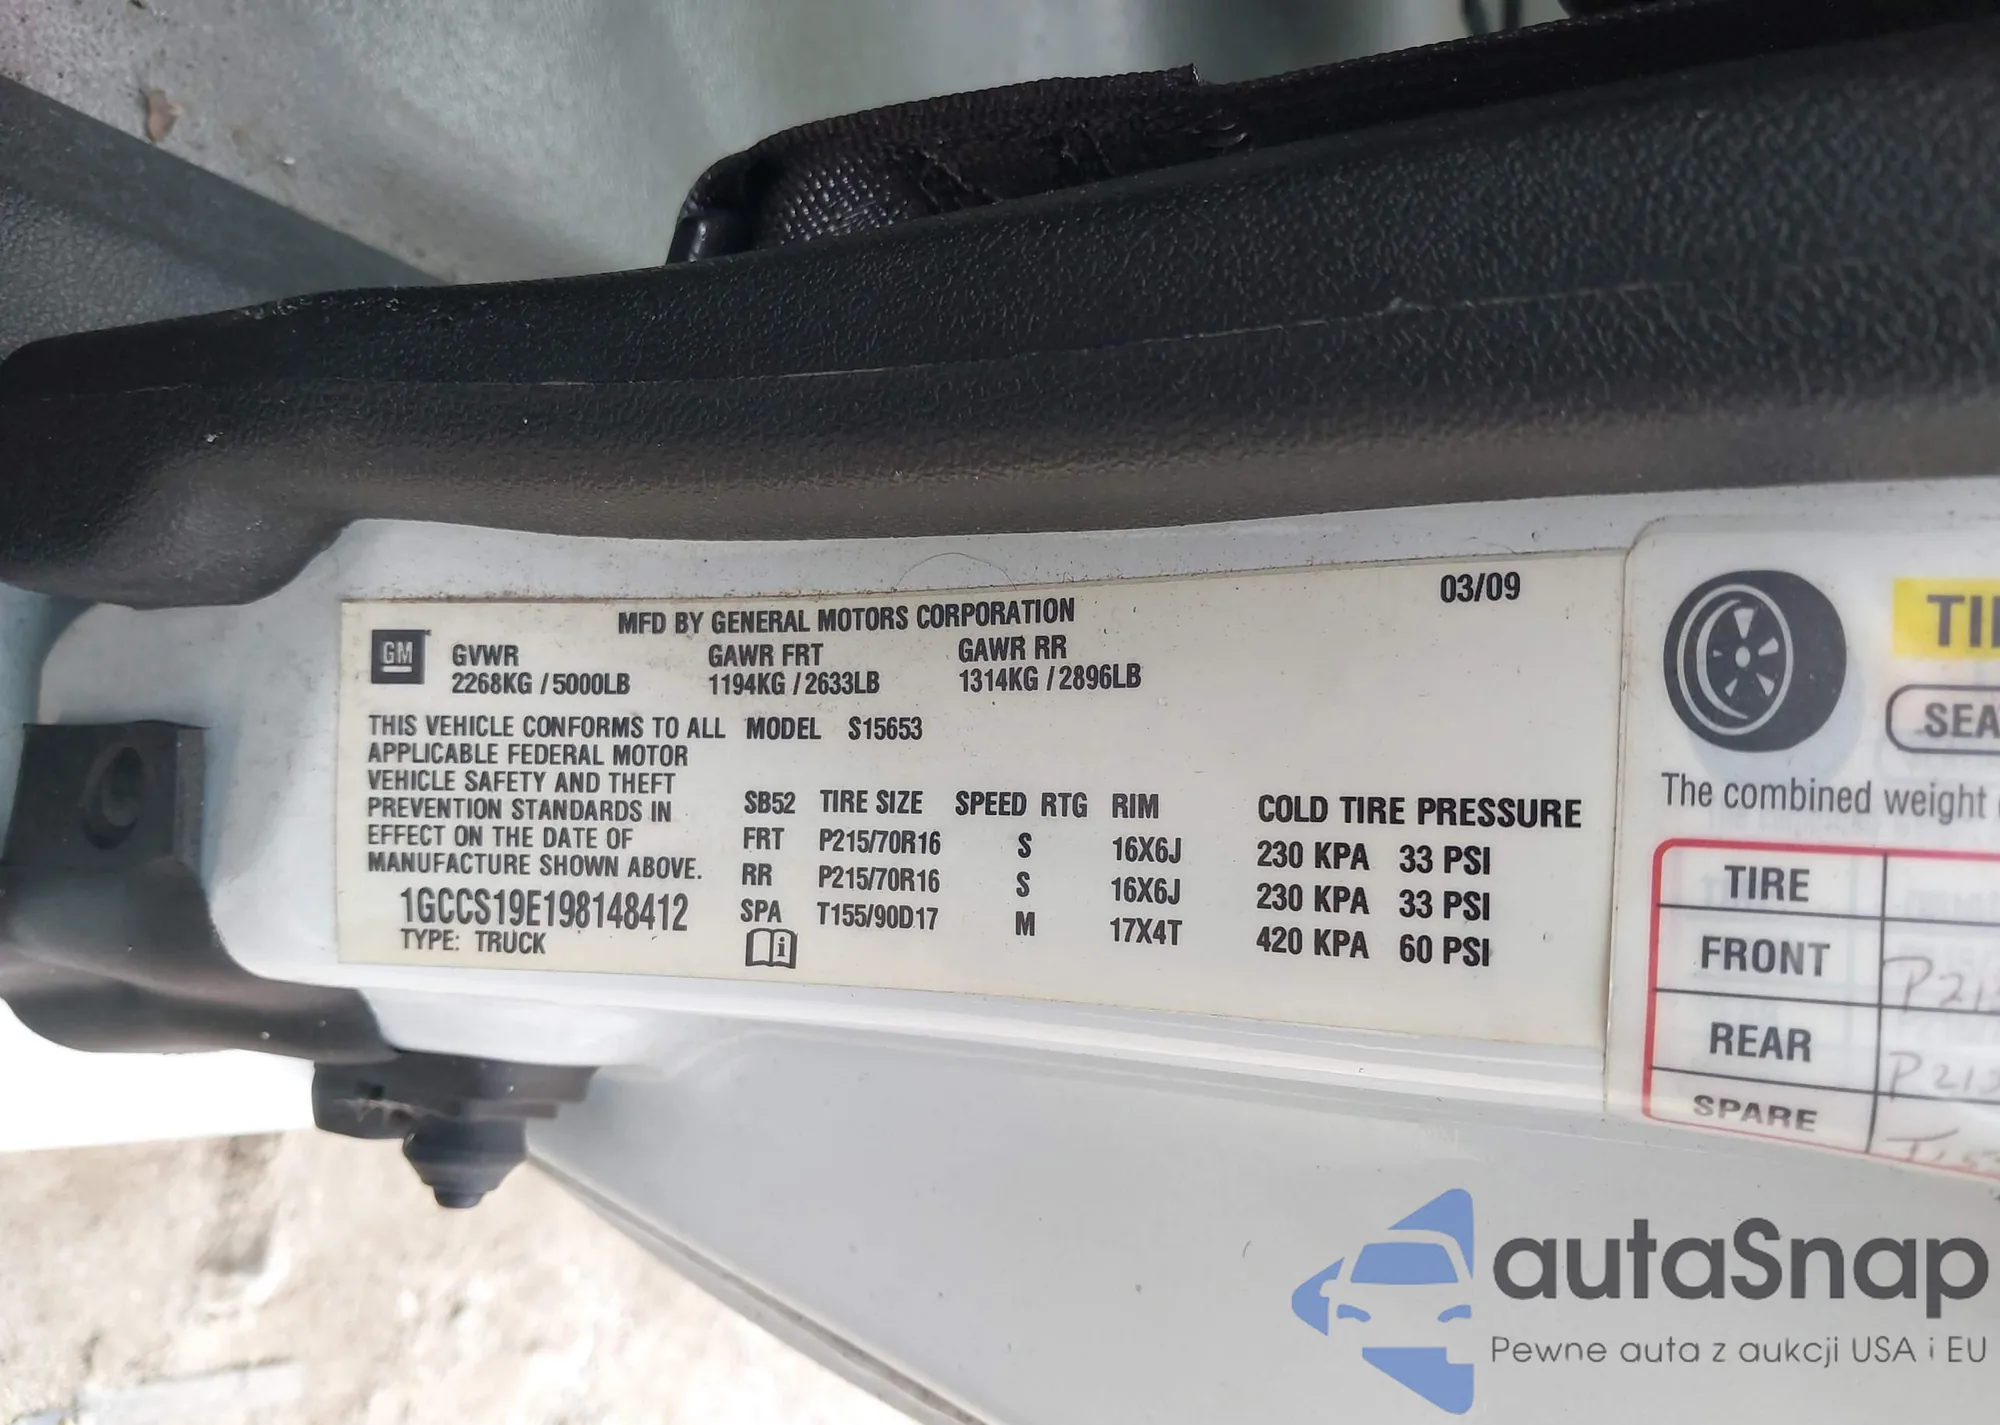 03/09
MFD BY GENERAL MOTORS CORPORATION
GM
GVWR GAWR FRT GAWR RR
2268KG / 5000LB 1194KG / 2633LB 1314KG / 2896LB
THIS VEHICLE CONFORMS TO ALL
APPLICABLE FEDERAL MOTOR
VEHICLE SAFETY AND THEFT
PREVENTION STANDARDS IN
EFFECT ON THE DATE OF
MANUFACTURE SHOWN ABOVE.
1GCCS19E198148412
TYPE: TRUCK
MODEL S15653
SB52 TIRE SIZE SPEED RTG RIM COLD TIRE PRESSURE
FRT P215/70R16 S 16X6J 230 KPA 33 PSI
RR P215/70R16 S 16X6J 230 KPA 33 PSI
SPA T155/90D17 M 17X4T 420 KPA 60 PSI
i
TI
SEA
The combined weight
TIRE
FRONT P215
REAR P215
SPARE
autaSnap
Pewne auta z aukcji USA i EU